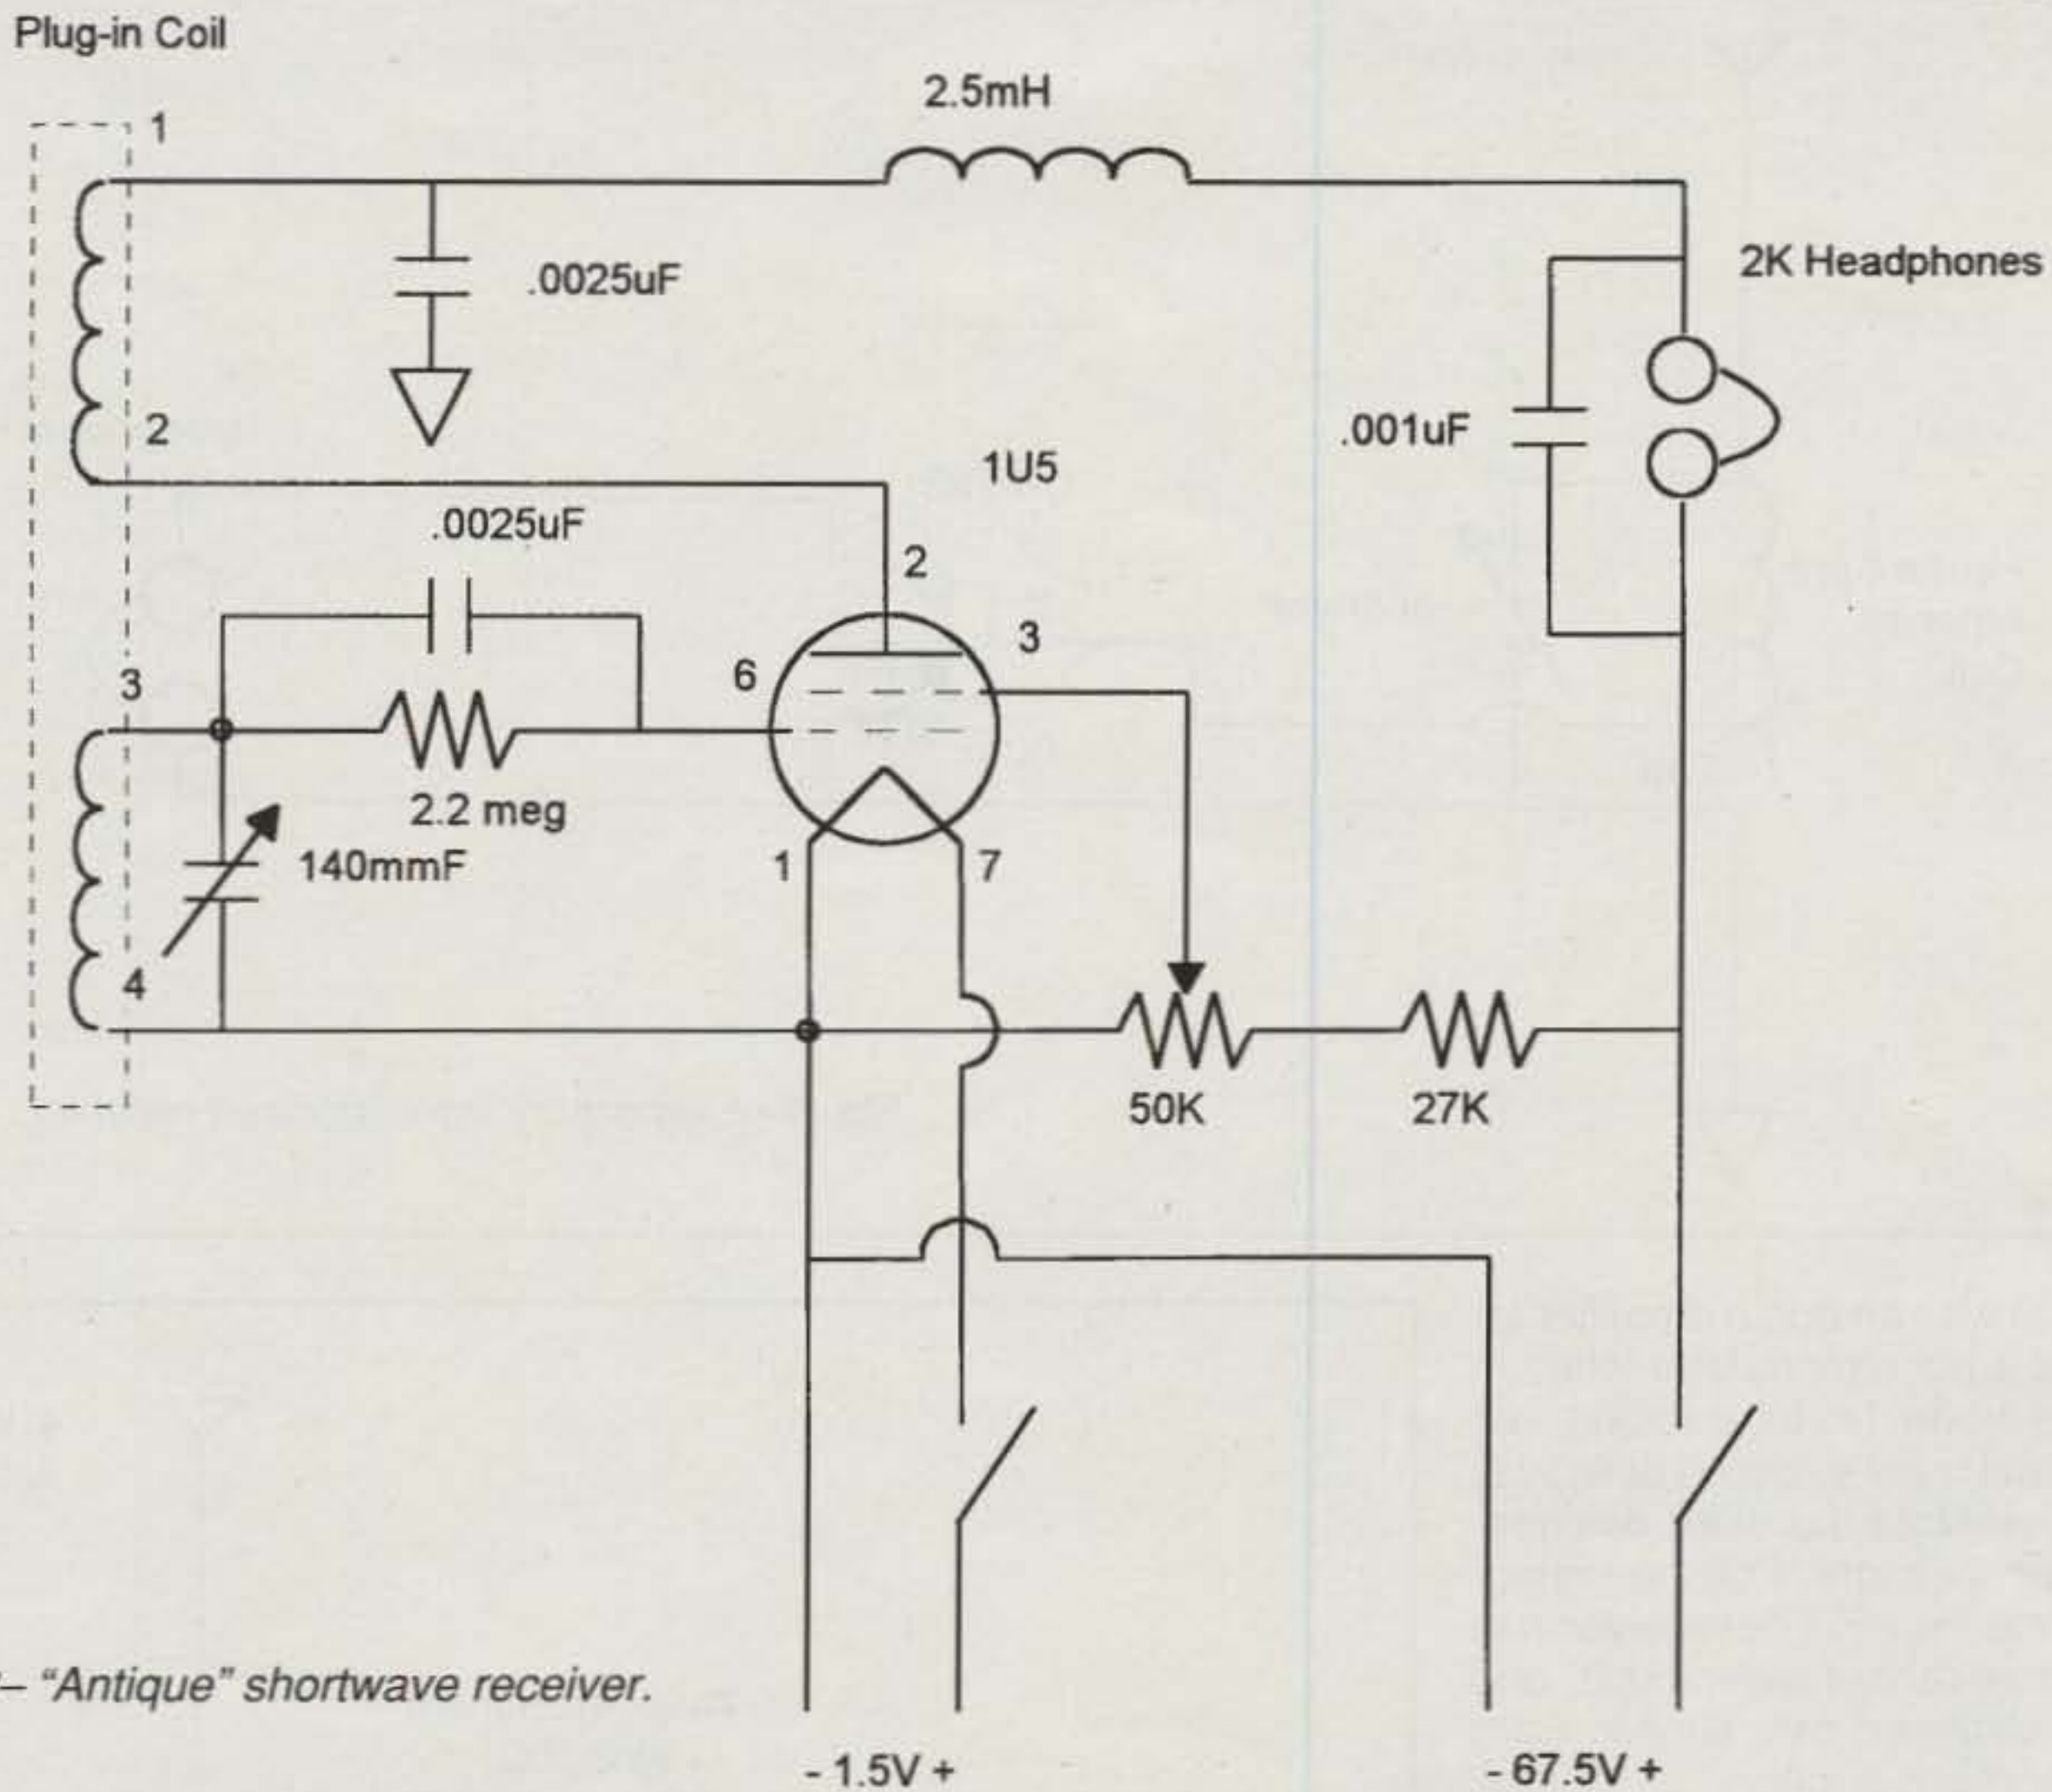 Plug-in Coil
2.5mH
1
.0025uF
2K Headphones
2
.001uF
1U5
.0025uF
2
3
6
3
2.2 meg
140mmF
1
7
4
50K
27K
– “Antique” shortwave receiver.
- 1.5V +
- 67.5V +